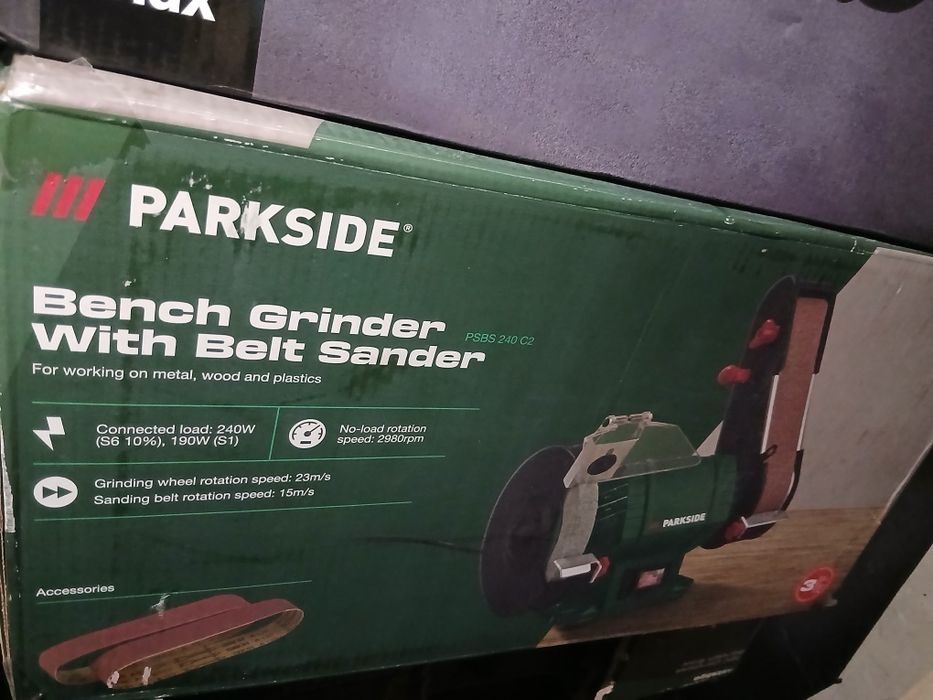 PARKSIDE®
Bench Grinder
With Belt Sander
PSBS 240 C2
For working on metal, wood and plastics
Connected load: 240W
(S6 10%), 190W (S1)
No-load rotation
speed: 2980rpm
Grinding wheel rotation speed: 23m/s
Sanding belt rotation speed: 15m/s
PARKSIDE
Accessories
3